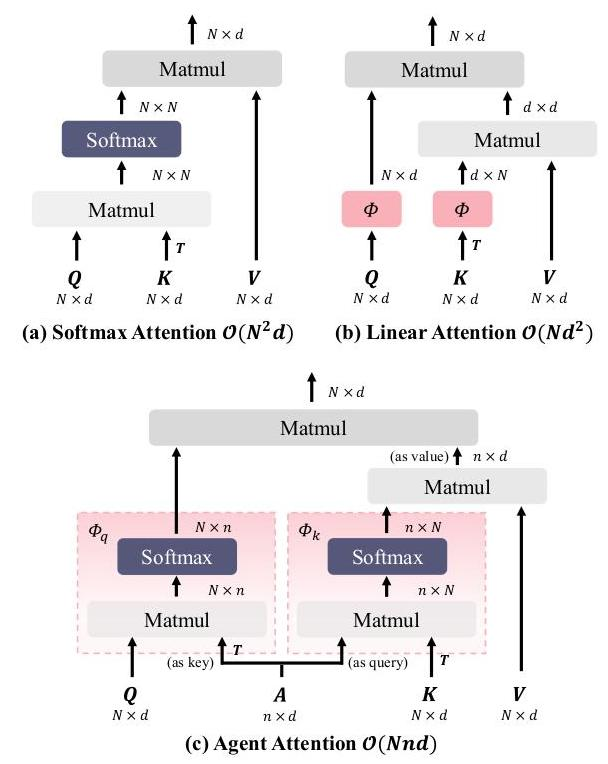 N × d
N × d
Matmul
Matmul
N × N
d × d
Softmax
Matmul
N × N
N × d
d × N
Matmul
Φ
Φ
T
T
Q
K
V
Q
K
V
N × d
N × d
N × d
N × d
N × d
N × d
(a) Softmax Attention 𝒪(N²d)
(b) Linear Attention 𝒪(Nd²)
N × d
Matmul
(as value)
n × d
Matmul
Φq
N × n
Φk
n × N
Softmax
Softmax
N × n
n × N
Matmul
Matmul
T
(as key)
(as query)
T
Q
A
K
V
N × d
n × d
N × d
N × d
(c) Agent Attention 𝒪(Nnd)